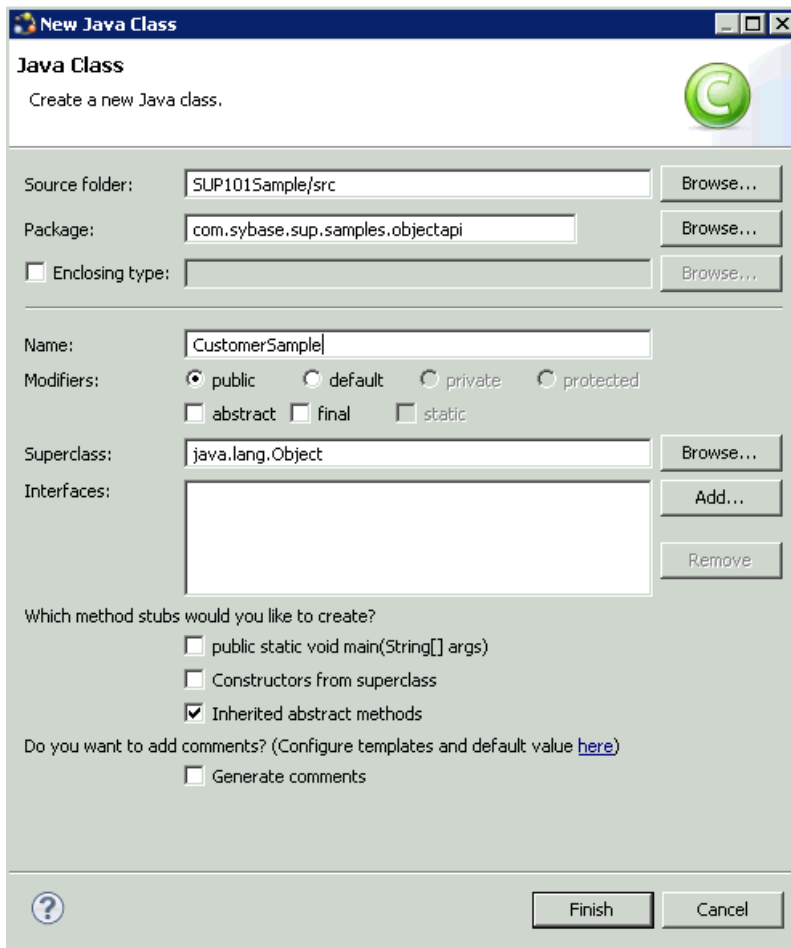 New Java Class
Java Class
Create a new Java class.
C
Source folder: SUP101Sample/src Browse...
Package: com.sybase.sup.samples.objectapi Browse...
Enclosing type: Browse...
Name: CustomerSample
Modifiers: public default private protected
abstract final static
Superclass: java.lang.Object Browse...
Interfaces: Add...
Remove
Which method stubs would you like to create?
public static void main(String[] args)
Constructors from superclass
Inherited abstract methods
Do you want to add comments? (Configure templates and default value here)
Generate comments
? Finish Cancel